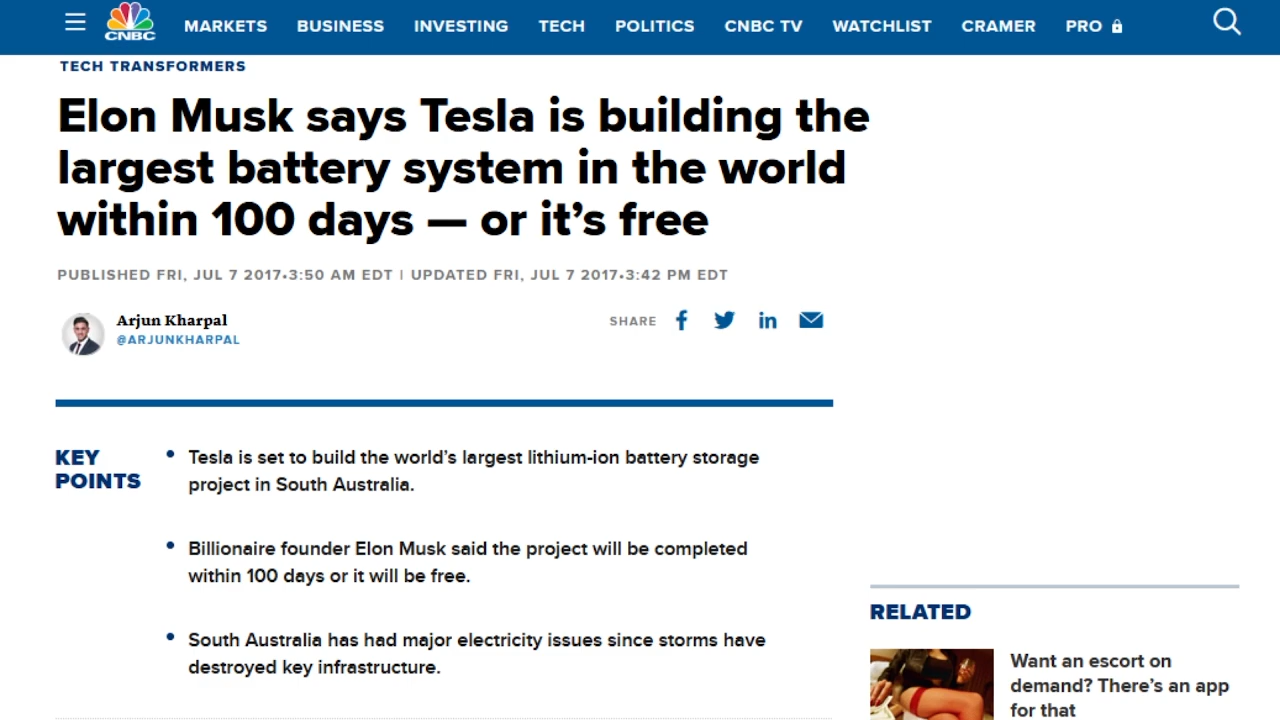 CNBC
MARKETS BUSINESS INVESTING TECH POLITICS CNBC TV WATCHLIST CRAMER PRO
TECH TRANSFORMERS
Elon Musk says Tesla is building the
largest battery system in the world
within 100 days — or it’s free
PUBLISHED FRI, JUL 7 2017•3:50 AM EDT | UPDATED FRI, JUL 7 2017•3:42 PM EDT
Arjun Kharpal
@ARJUNKHARPAL
SHARE
KEY
POINTS
• Tesla is set to build the world’s largest lithium-ion battery storage
project in South Australia.
• Billionaire founder Elon Musk said the project will be completed
within 100 days or it will be free.
• South Australia has had major electricity issues since storms have
destroyed key infrastructure.
RELATED
Want an escort on
demand? There’s an app
for that